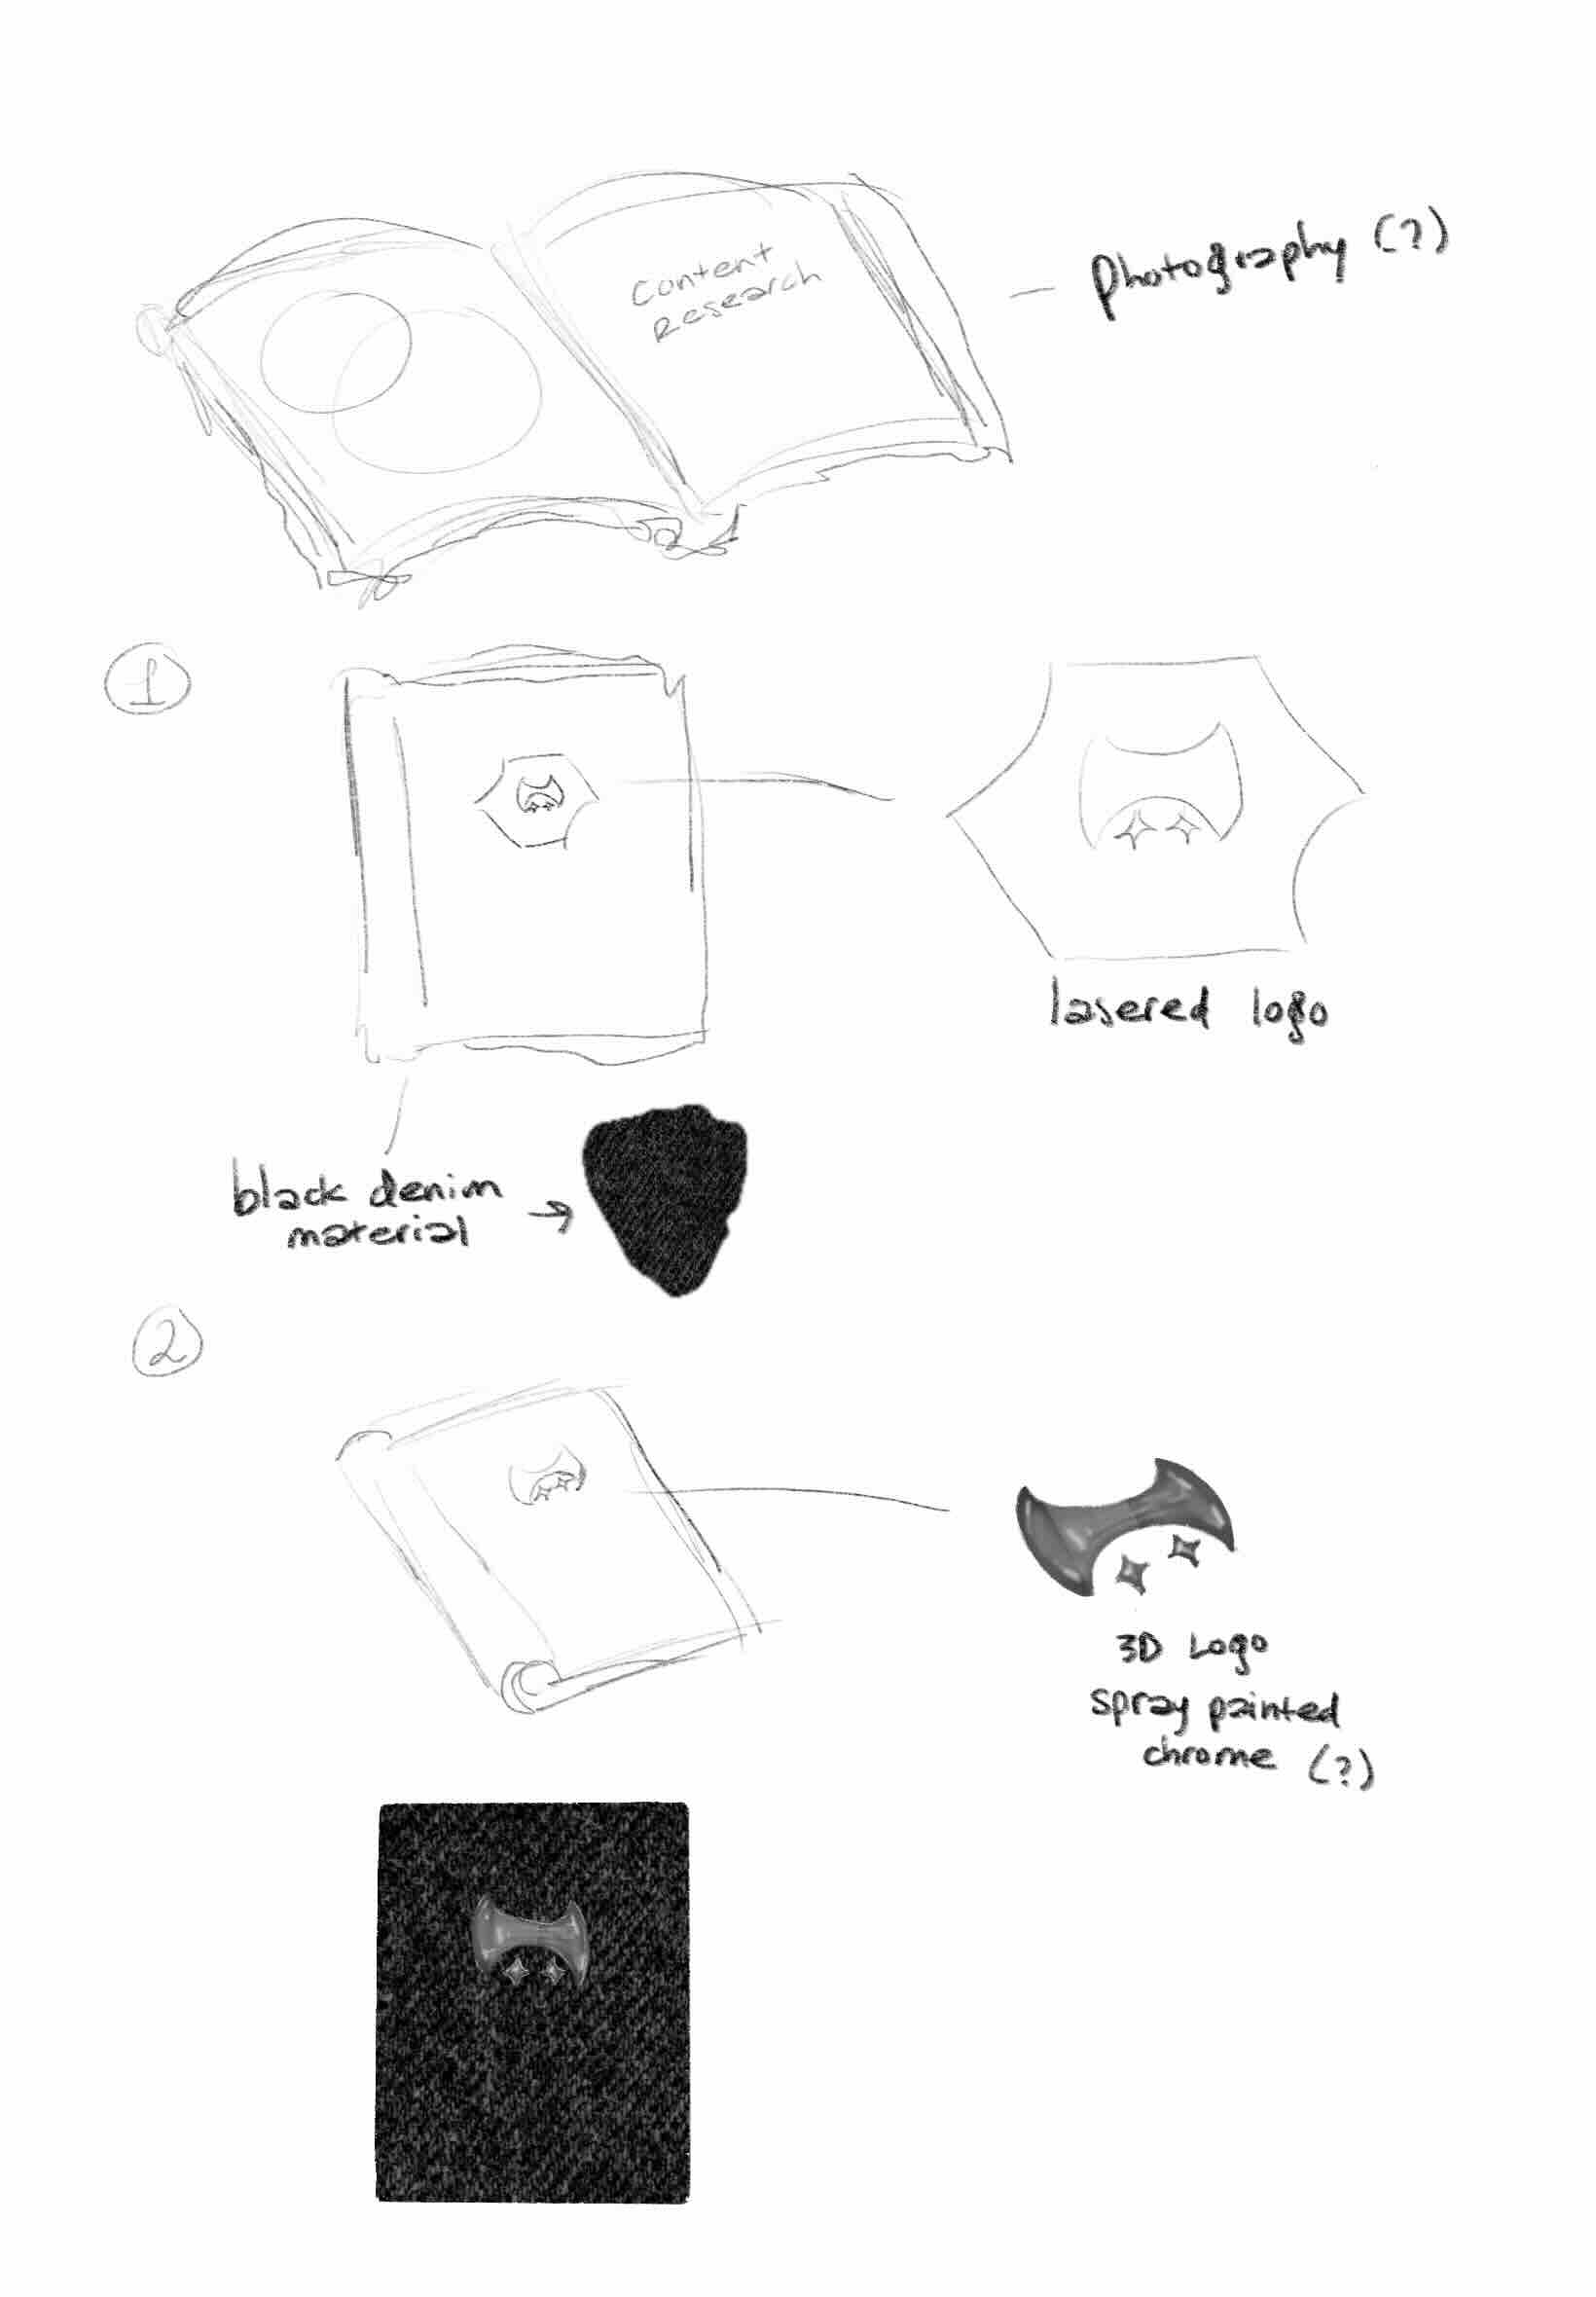 Content
Research
Photography (?)
1
lasered logo
black denim
material
2
3D Logo
spray painted
chrome (?)